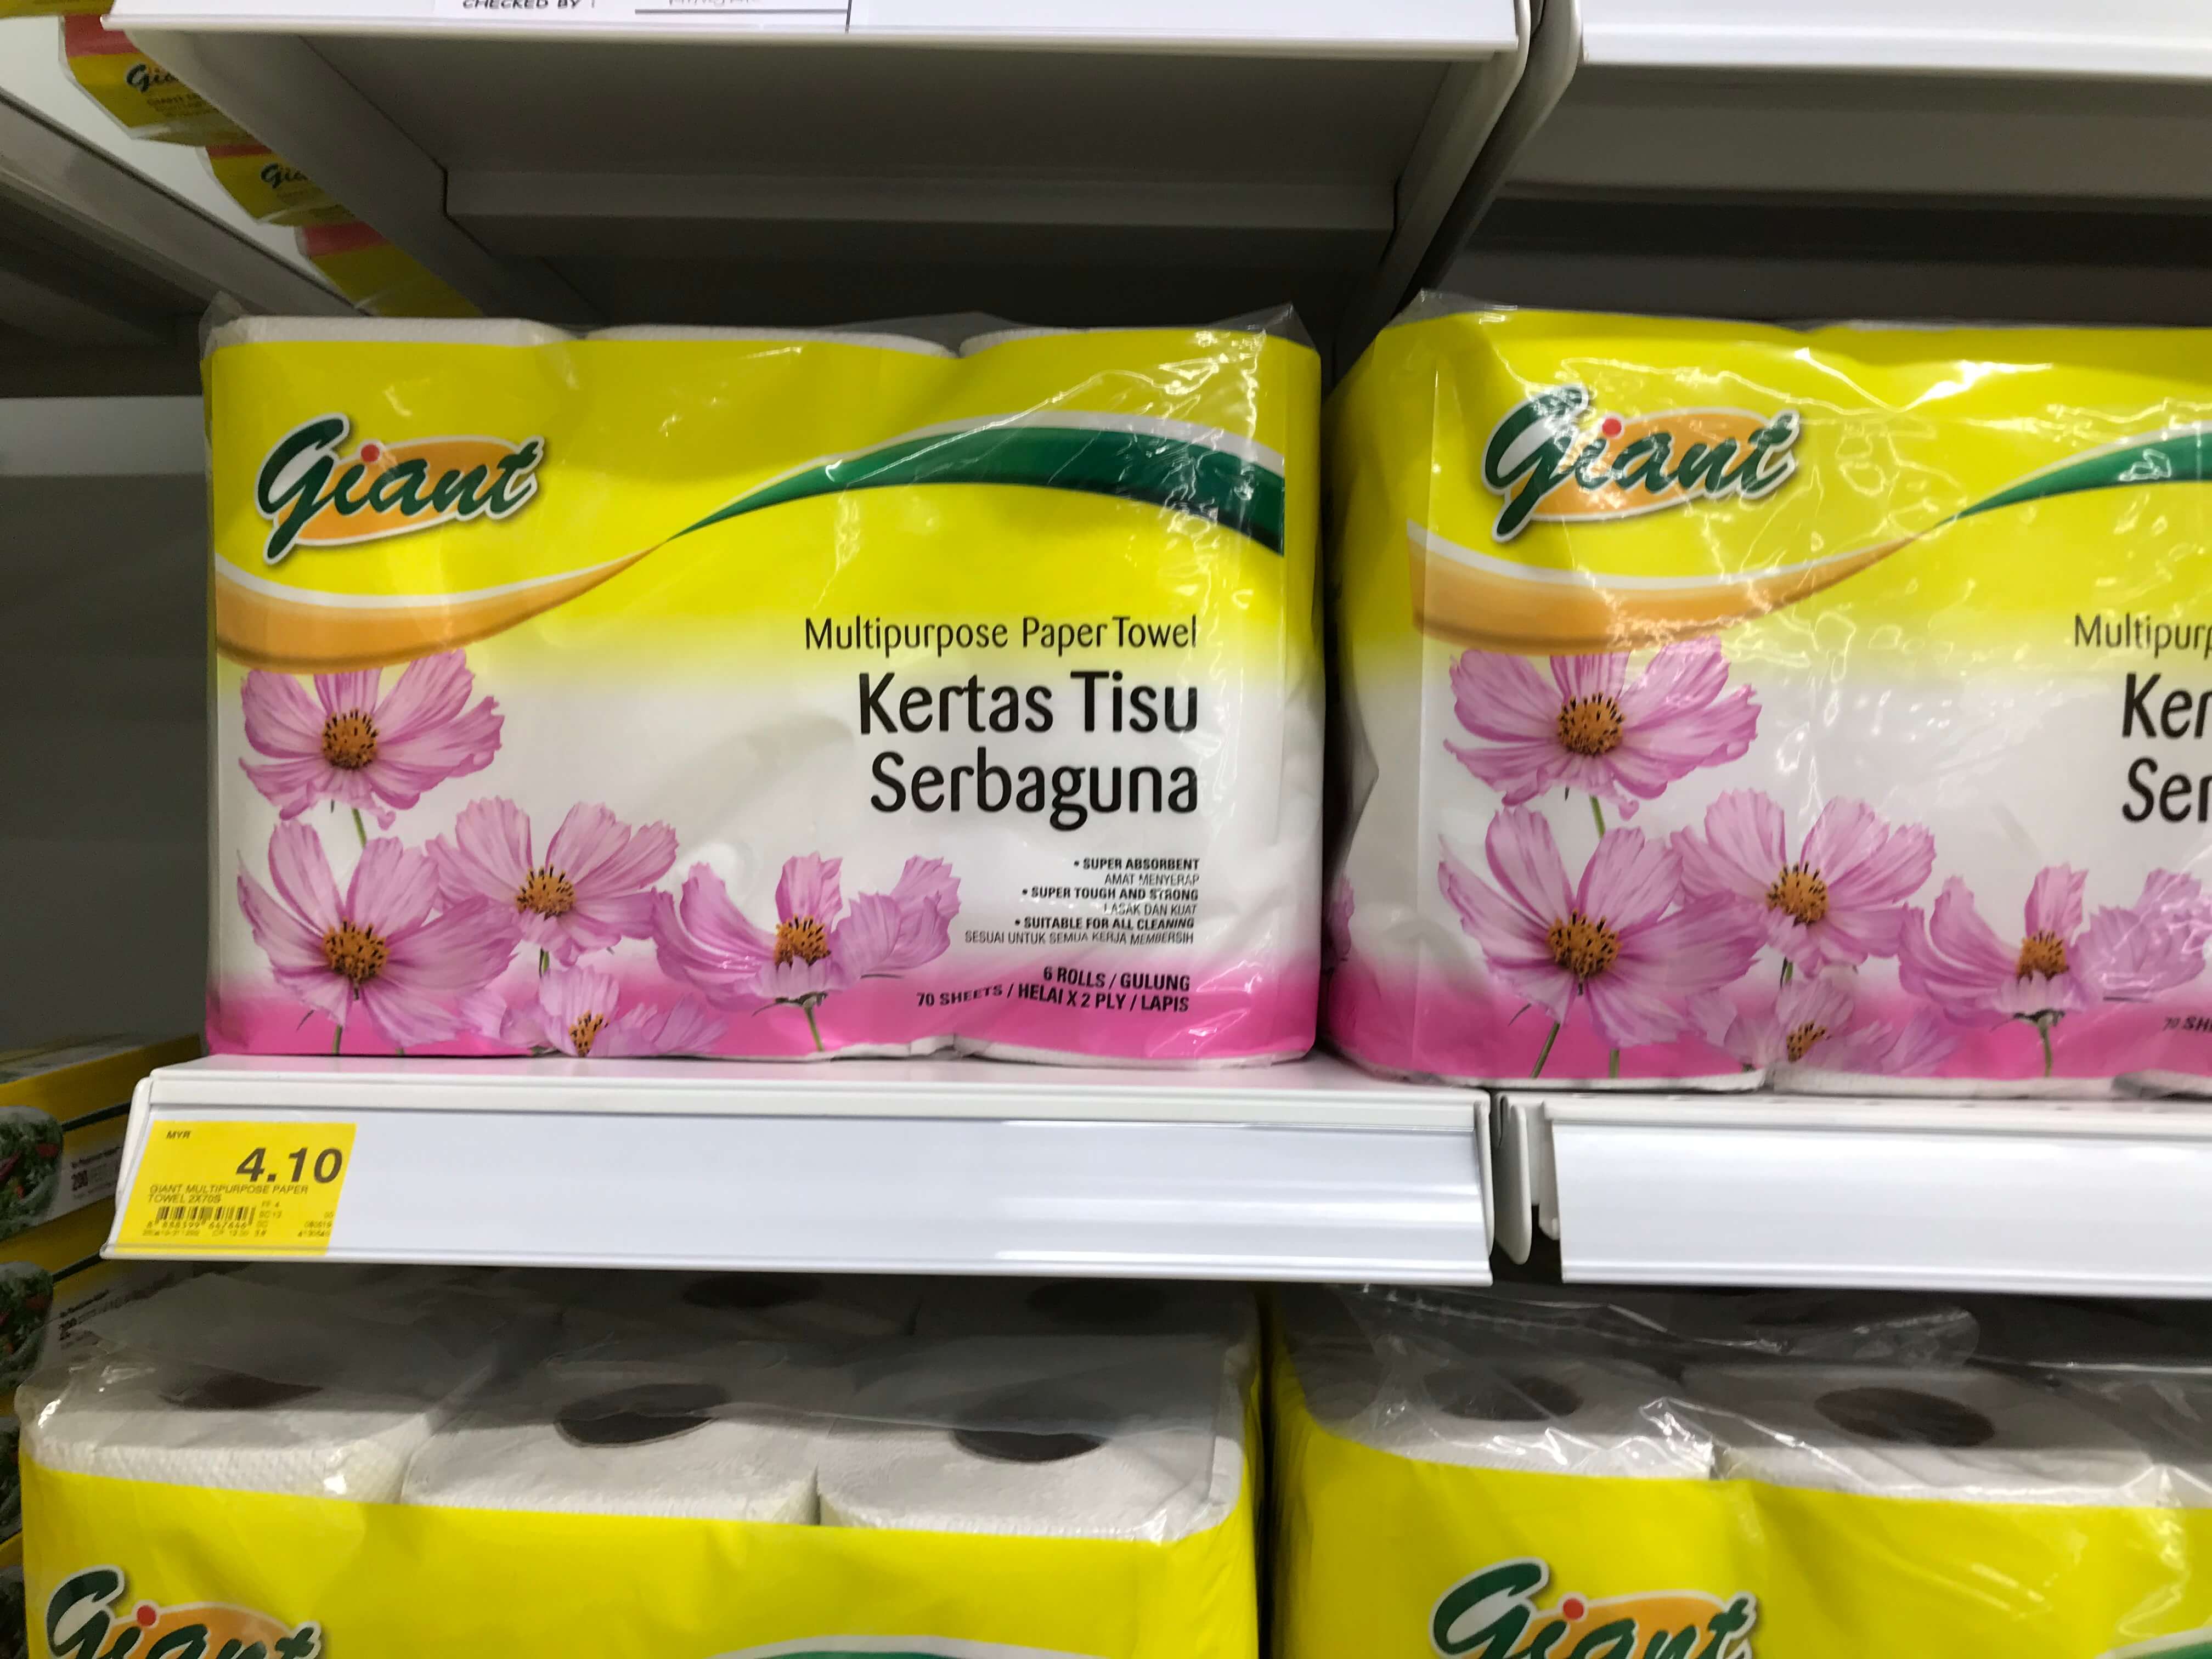 CHECKED BY :
Giant
Multipurpose Paper Towel
Kertas Tisu
Serbaguna
• SUPER ABSORBENT
AMAT MENYERAP
• SUPER TOUGH AND STRONG
LASAK DAN KUAT
• SUITABLE FOR ALL CLEANING
SESUAI UNTUK SEMUA KERJA MEMBERSIH
6 ROLLS / GULUNG
70 SHEETS / HELAI X 2 PLY / LAPIS
Giant
Multipurp
Ker
Ser
70 SH
MYR
4.10
GIANT MULTIPURPOSE PAPER
TOWEL 2X70S
200
Giant
Giant